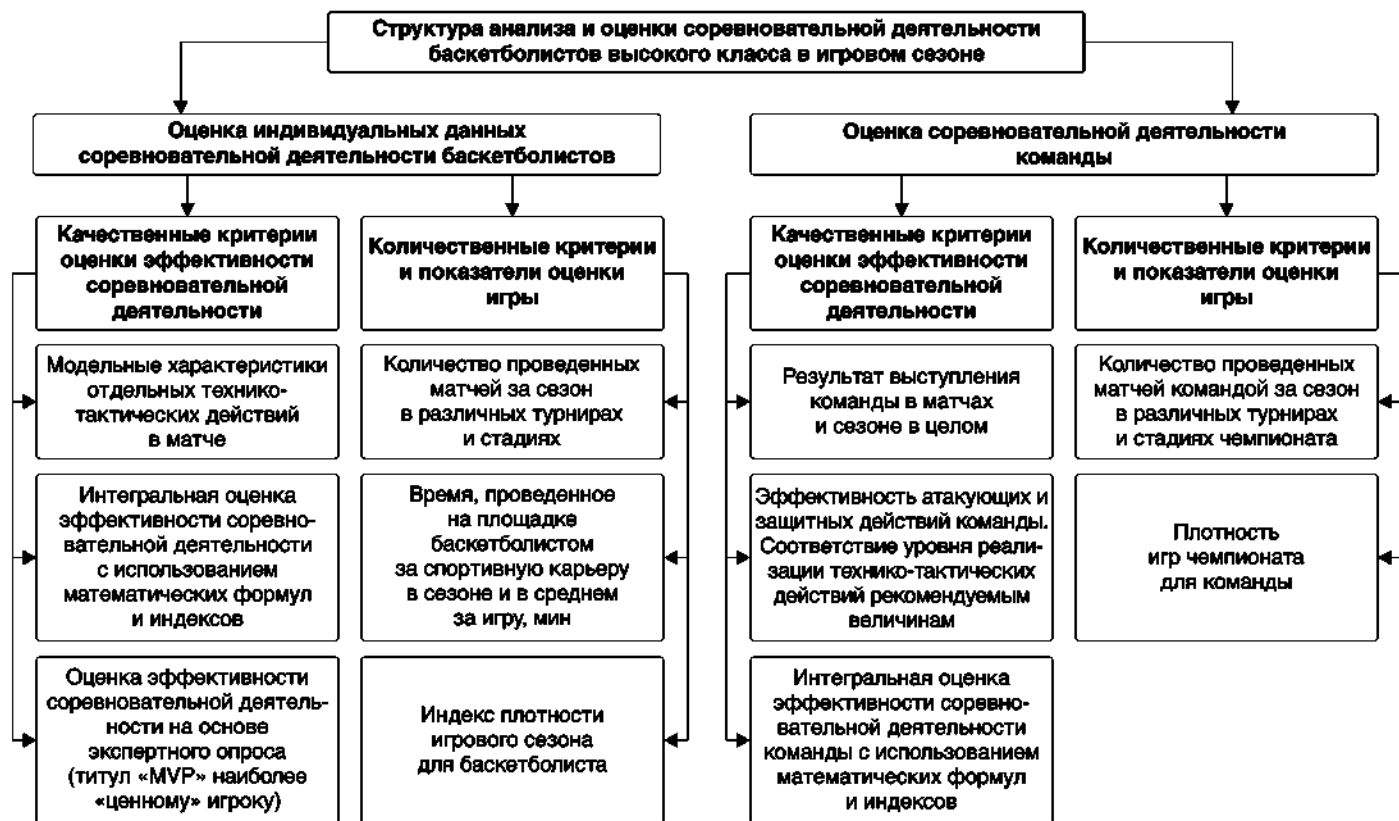 Структура анализа и оценки соревновательной деятельности
баскетболистов высокого класса в игровом сезоне
Оценка индивидуальных данных
соревновательной деятельности баскетболистов
Оценка соревновательной деятельности
команды
Качественные критерии
оценки эффективности
соревновательной
деятельности
Количественные критерии
и показатели оценки
игры
Качественные критерии
оценки эффективности
соревновательной
деятельности
Количественные критерии
и показатели оценки
игры
Модельные характеристики
отдельных технико-
тактических действий
в матче
Количество проведенных
матчей за сезон
в различных турнирах
и стадиях
Результат выступления
команды в матчах
и сезоне в целом
Количество проведенных
матчей командой за сезон
в различных турнирах
и стадиях чемпионата
Интегральная оценка
эффективности соревно-
вательной деятельности
с использованием
математических формул
и индексов
Время, проведенное
на площадке
баскетболистом
за спортивную карьеру
в сезоне и в среднем
за игру, мин
Эффективность атакующих и
защитных действий команды.
Соответствие уровня реали-
зации технико-тактических
действий рекомендуемым
величинам
Плотность
игр чемпионата
для команды
Оценка эффективности
соревновательной деятель-
ности на основе
экспертного опроса
(титул «MVP» наиболее
«ценному» игроку)
Индекс плотности
игрового сезона
для баскетболиста
Интегральная оценка
эффективности соревно-
вательной деятельности
команды с использованием
математических формул
и индексов